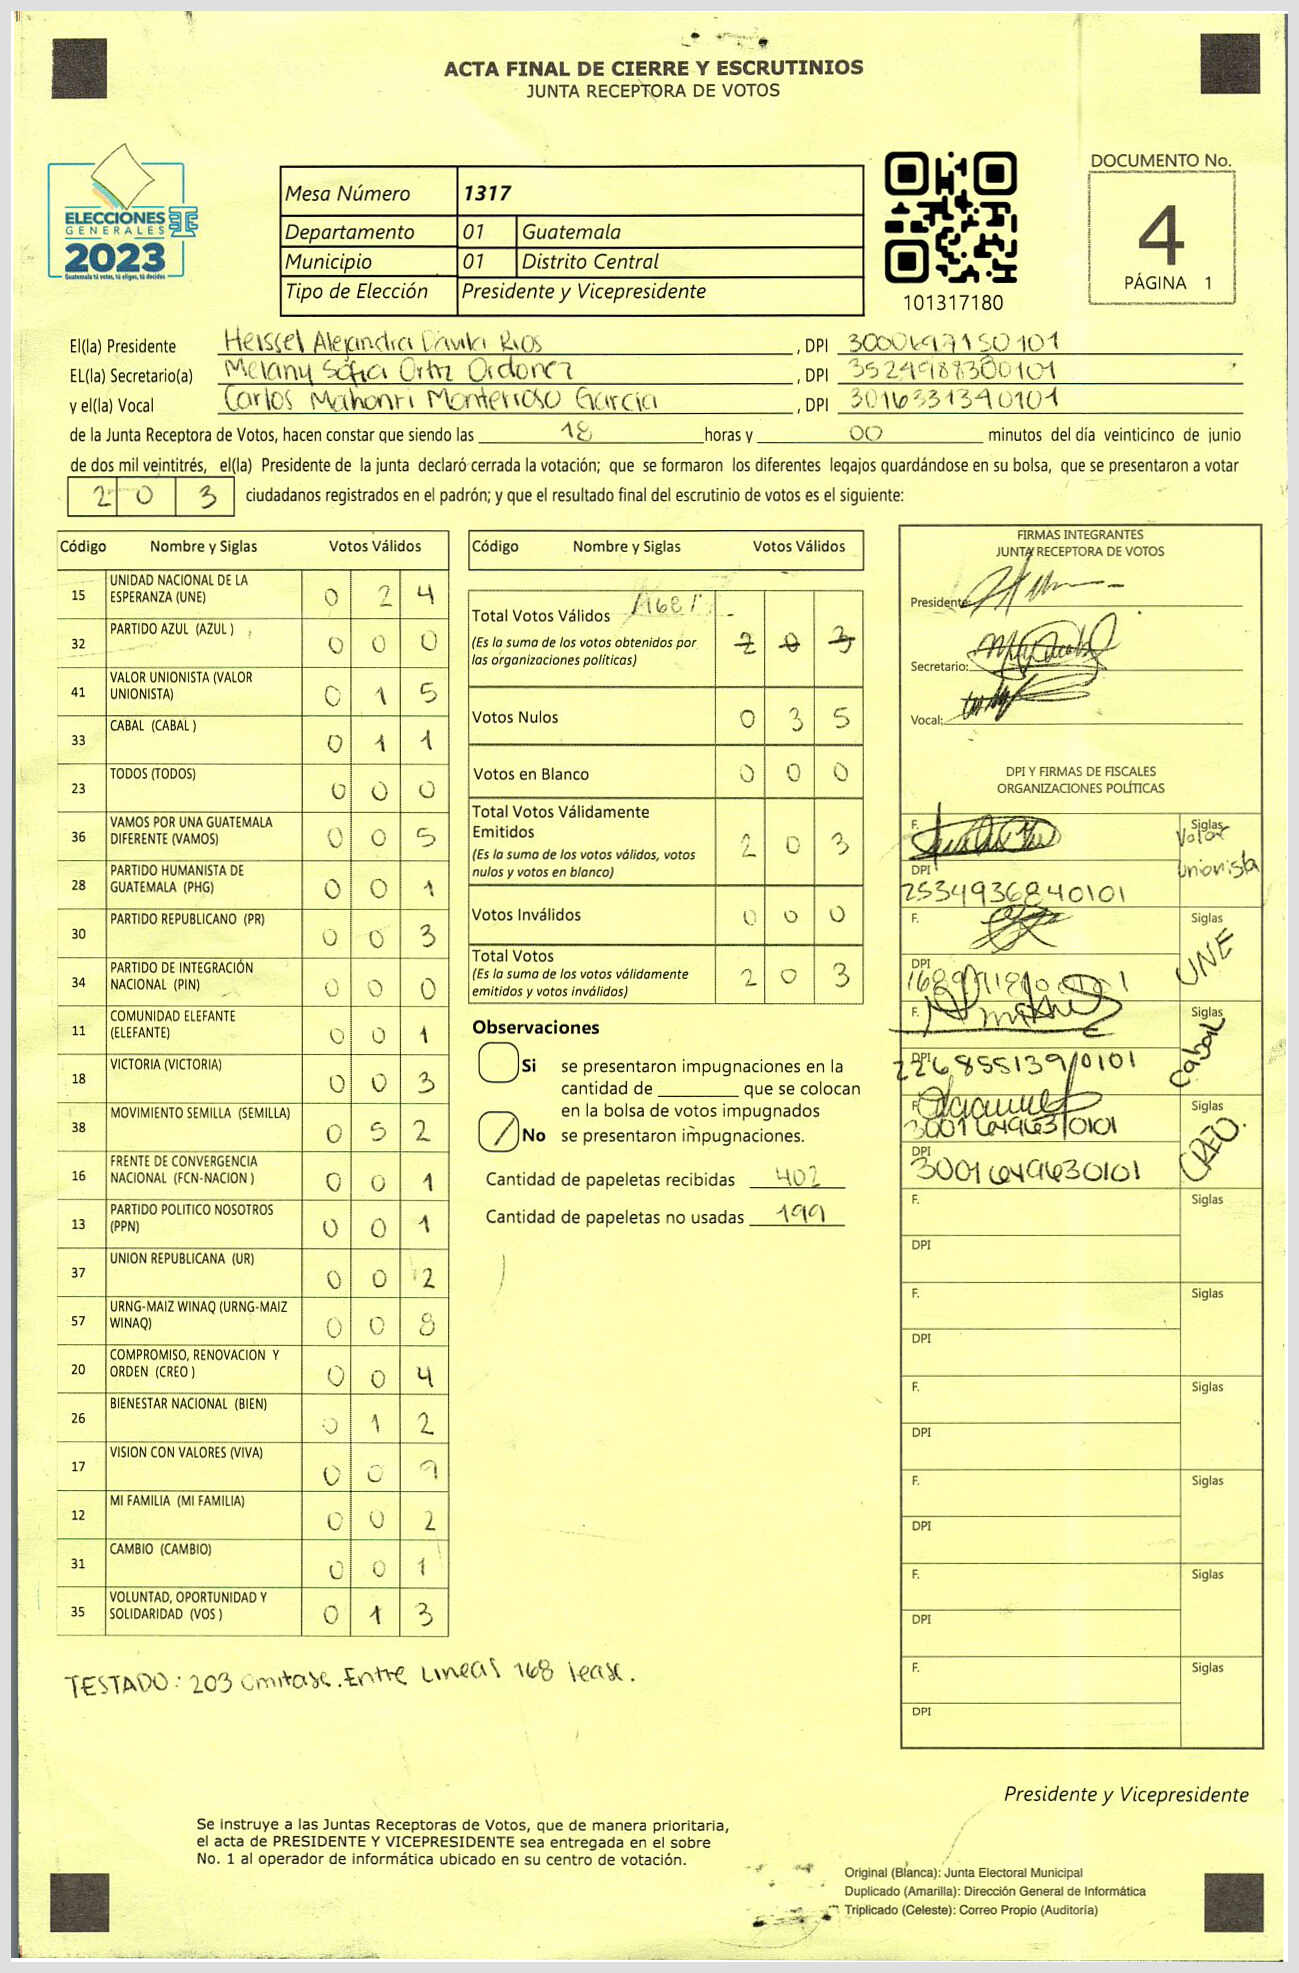 ACTA FINAL DE CIERRE Y ESCRUTINIOS
JUNTA RECEPTORA DE VOTOS
ELECCIONES
GENERALES
2023
Guatemala tú votas, tú eliges, tú decides
Mesa Número 1317
Departamento 01 Guatemala
Municipio 01 Distrito Central
Tipo de Elección Presidente y Vicepresidente
101317180
DOCUMENTO No.
4
PÁGINA 1
El(la) Presidente Heissel Alejandra Davila Rios, DPI 3000697150101
EL(la) Secretario(a) Melany Sofia Ortiz Ordoñez, DPI 3524988300101
y el(la) Vocal Carlos Mahonri Monterroso Garcia, DPI 3016331390101
de la Junta Receptora de Votos, hacen constar que siendo las 18 horas y 00 minutos del día veinticinco de junio
de dos mil veintitrés, el(la) Presidente de la junta declaró cerrada la votación; que se formaron los diferentes legajos guardándose en su bolsa, que se presentaron a votar
2 0 3 ciudadanos registrados en el padrón; y que el resultado final del escrutinio de votos es el siguiente:
Código Nombre y Siglas Votos Válidos
15 UNIDAD NACIONAL DE LA ESPERANZA (UNE) 0 2 4
32 PARTIDO AZUL (AZUL ) 0 0 0
41 VALOR UNIONISTA (VALOR UNIONISTA) 0 1 5
33 CABAL (CABAL ) 0 1 1
23 TODOS (TODOS) 0 0 0
36 VAMOS POR UNA GUATEMALA DIFERENTE (VAMOS) 0 0 5
28 PARTIDO HUMANISTA DE GUATEMALA (PHG) 0 0 1
30 PARTIDO REPUBLICANO (PR) 0 0 3
34 PARTIDO DE INTEGRACIÓN NACIONAL (PIN) 0 0 0
11 COMUNIDAD ELEFANTE (ELEFANTE) 0 0 1
18 VICTORIA (VICTORIA) 0 0 3
38 MOVIMIENTO SEMILLA (SEMILLA) 0 5 2
16 FRENTE DE CONVERGENCIA NACIONAL (FCN-NACION ) 0 0 1
13 PARTIDO POLITICO NOSOTROS (PPN) 0 0 1
37 UNION REPUBLICANA (UR) 0 0 2
57 URNG-MAIZ WINAQ (URNG-MAIZ WINAQ) 0 0 8
20 COMPROMISO, RENOVACION Y ORDEN (CREO ) 0 0 4
26 BIENESTAR NACIONAL (BIEN) 0 1 2
17 VISION CON VALORES (VIVA) 0 0 9
12 MI FAMILIA (MI FAMILIA) 0 0 2
31 CAMBIO (CAMBIO) 0 0 1
35 VOLUNTAD, OPORTUNIDAD Y SOLIDARIDAD (VOS ) 0 1 3
TESTADO: 203 omitase. Entre lineas 168 lease.
Código Nombre y Siglas Votos Válidos
Total Votos Válidos 168 2 0 3
(Es la suma de los votos obtenidos por
las organizaciones políticas)
Votos Nulos 0 3 5
Votos en Blanco 0 0 0
Total Votos Válidamente
Emitidos 2 0 3
(Es la suma de los votos válidos, votos
nulos y votos en blanco)
Votos Inválidos 0 0 0
Total Votos 2 0 3
(Es la suma de los votos válidamente
emitidos y votos inválidos)
Observaciones
Si se presentaron impugnaciones en la
cantidad de ________ que se colocan
en la bolsa de votos impugnados
No se presentaron impugnaciones.
Cantidad de papeletas recibidas 402
Cantidad de papeletas no usadas 199
FIRMAS INTEGRANTES
JUNTA RECEPTORA DE VOTOS
Presidente:
Secretario:
Vocal:
DPI Y FIRMAS DE FISCALES
ORGANIZACIONES POLÍTICAS
F. Siglas Valor Unionista
DPI 2534936840101
F. Siglas UNE
DPI
F. Siglas Cabal
DPI 2268551390101
F. Siglas CREO.
3001649630101
DPI 3001649630101
F. Siglas
DPI
F. Siglas
DPI
F. Siglas
DPI
F. Siglas
DPI
F. Siglas
DPI
F. Siglas
DPI
Presidente y Vicepresidente
Se instruye a las Juntas Receptoras de Votos, que de manera prioritaria,
el acta de PRESIDENTE Y VICEPRESIDENTE sea entregada en el sobre
No. 1 al operador de informática ubicado en su centro de votación.
Original (Blanca): Junta Electoral Municipal
Duplicado (Amarilla): Dirección General de Informática
Triplicado (Celeste): Correo Propio (Auditoría)